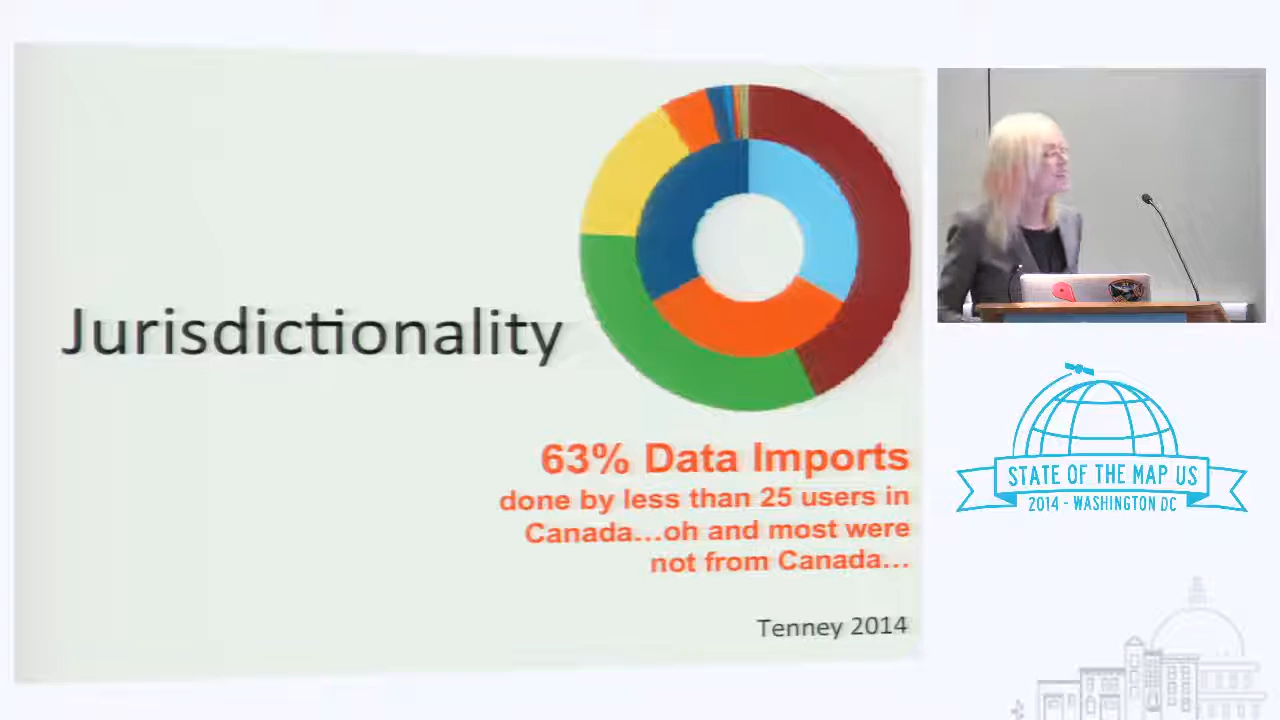 Jurisdictionality
63% Data Imports
done by less than 25 users in
Canada...oh and most were
not from Canada...
Tenney 2014
STATE OF THE MAP US
2014 - WASHINGTON DC